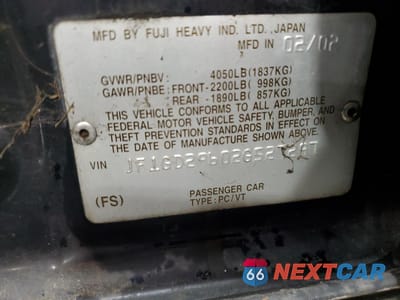 MFD BY FUJI HEAVY IND. LTD. JAPAN
MFD IN 02/02
GVWR/PNBV : 4050LB(1837KG)
GAWR/PNBE : FRONT-2200LB( 998KG)
REAR -1890LB( 857KG)
THIS VEHICLE CONFORMS TO ALL APPLICABLE
FEDERAL MOTOR VEHICLE SAFETY, BUMPER, AND
THEFT PREVENTION STANDARDS IN EFFECT ON
THE DATE OF MANUFACTURE SHOWN ABOVE.
VIN
(FS)
PASSENGER CAR
TYPE:PC/VT
66 NEXTCAR